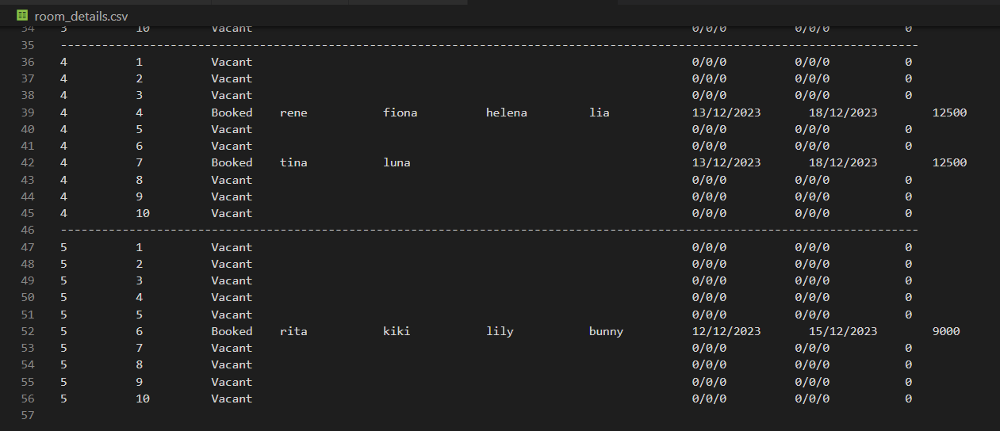 room_details.csv
34 3 10 Vacant 0/0/0 0/0/0 0
35 -----------------------------------------------------------------------------------------------------------------------------
36 4 1 Vacant 0/0/0 0/0/0 0
37 4 2 Vacant 0/0/0 0/0/0 0
38 4 3 Vacant 0/0/0 0/0/0 0
39 4 4 Booked rene fiona helena lia 13/12/2023 18/12/2023 12500
40 4 5 Vacant 0/0/0 0/0/0 0
41 4 6 Vacant 0/0/0 0/0/0 0
42 4 7 Booked tina luna 13/12/2023 18/12/2023 12500
43 4 8 Vacant 0/0/0 0/0/0 0
44 4 9 Vacant 0/0/0 0/0/0 0
45 4 10 Vacant 0/0/0 0/0/0 0
46 -----------------------------------------------------------------------------------------------------------------------------
47 5 1 Vacant 0/0/0 0/0/0 0
48 5 2 Vacant 0/0/0 0/0/0 0
49 5 3 Vacant 0/0/0 0/0/0 0
50 5 4 Vacant 0/0/0 0/0/0 0
51 5 5 Vacant 0/0/0 0/0/0 0
52 5 6 Booked rita kiki lily bunny 12/12/2023 15/12/2023 9000
53 5 7 Vacant 0/0/0 0/0/0 0
54 5 8 Vacant 0/0/0 0/0/0 0
55 5 9 Vacant 0/0/0 0/0/0 0
56 5 10 Vacant 0/0/0 0/0/0 0
57